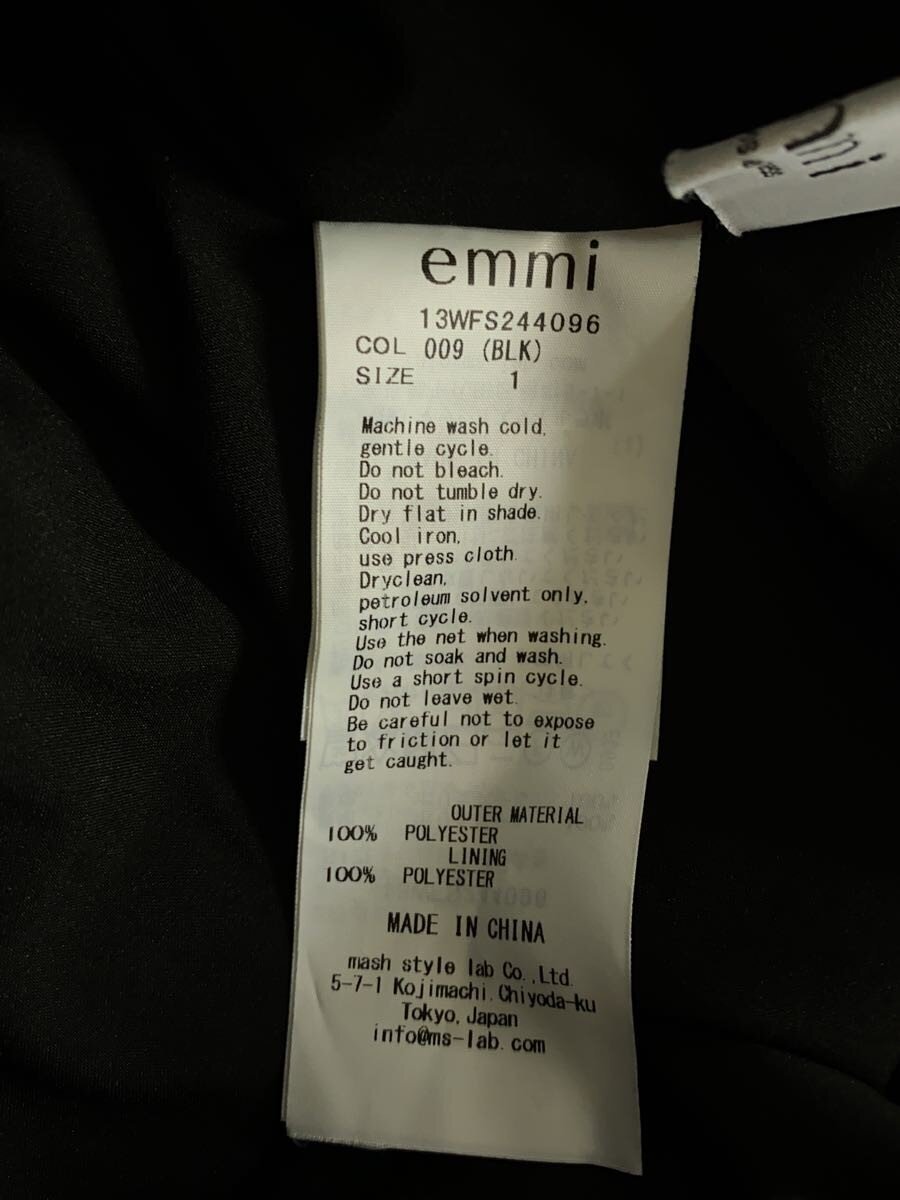 emmi
13WFS244096
COL 009 (BLK)
SIZE 1
Machine wash cold,
gentle cycle.
Do not bleach.
Do not tumble dry.
Dry flat in shade.
Cool iron,
use press cloth.
Dryclean,
petroleum solvent only,
short cycle.
Use the net when washing.
Do not soak and wash.
Use a short spin cycle.
Do not leave wet.
Be careful not to expose
to friction or let it
get caught.
OUTER MATERIAL
100% POLYESTER
LINING
100% POLYESTER
MADE IN CHINA
mash style lab Co.,Ltd.
5-7-1 Kojimachi,Chiyoda-ku
Tokyo,Japan
info@ms-lab.com